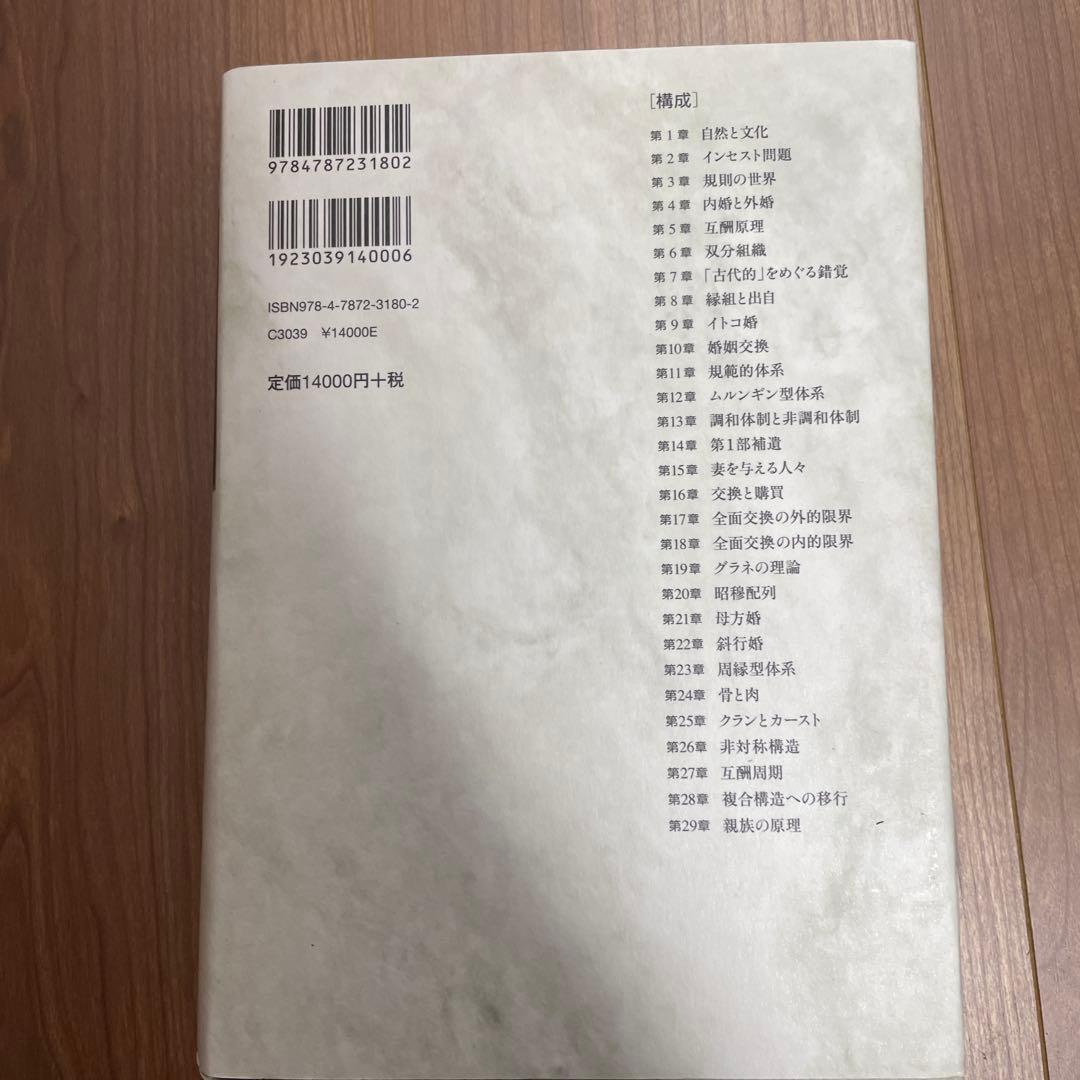 9784787231802
1923039140006
ISBN978-4-7872-3180-2
C3039 ¥14000E
定価14000円+税
[構成]
第1章 自然と文化
第2章 インセスト問題
第3章 規則の世界
第4章 内婚と外婚
第5章 互酬原理
第6章 双分組織
第7章 「古代的」をめぐる錯覚
第8章 縁組と出自
第9章 イトコ婚
第10章 婚姻交換
第11章 規範的体系
第12章 ムルンギン型体系
第13章 調和体制と非調和体制
第14章 第1部補遺
第15章 妻を与える人々
第16章 交換と購買
第17章 全面交換の外的限界
第18章 全面交換の内的限界
第19章 グラネの理論
第20章 昭穆配列
第21章 母方婚
第22章 斜行婚
第23章 周縁型体系
第24章 骨と肉
第25章 クランとカースト
第26章 非対称構造
第27章 互酬周期
第28章 複合構造への移行
第29章 親族の原理